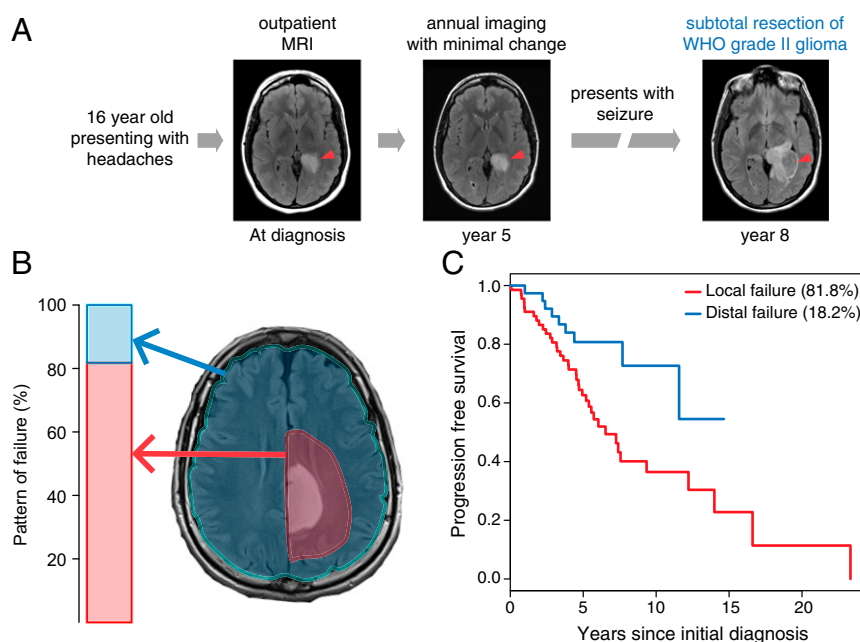 A
outpatient
MRI
annual imaging
with minimal change
subtotal resection of
WHO grade II glioma
16 year old
presenting with
headaches
presents with
seizure
At diagnosis
year 5
year 8
B
Pattern of failure (%)
100
80
60
40
20
C
Progression free survival
1.0
0.8
0.6
0.4
0.2
0.0
Local failure (81.8%)
Distal failure (18.2%)
0 5 10 15 20
Years since initial diagnosis